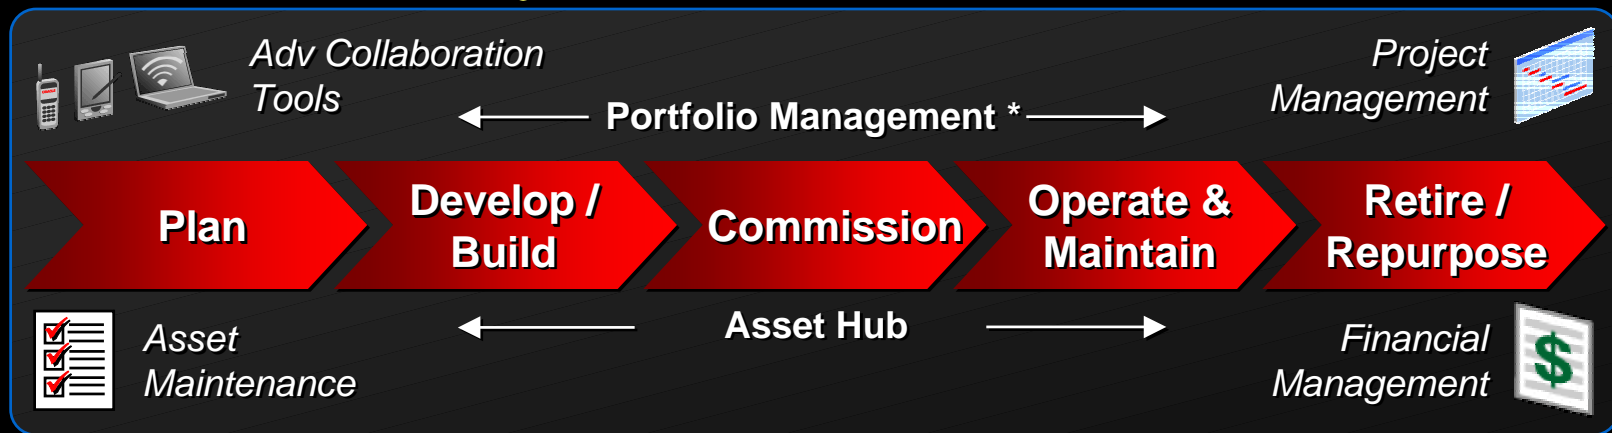 Adv Collaboration
Tools
Project
Management
Portfolio Management *
Plan
Develop /
Build
Commission
Operate &
Maintain
Retire /
Repurpose
Asset
Maintenance
Asset Hub
Financial
Management
$